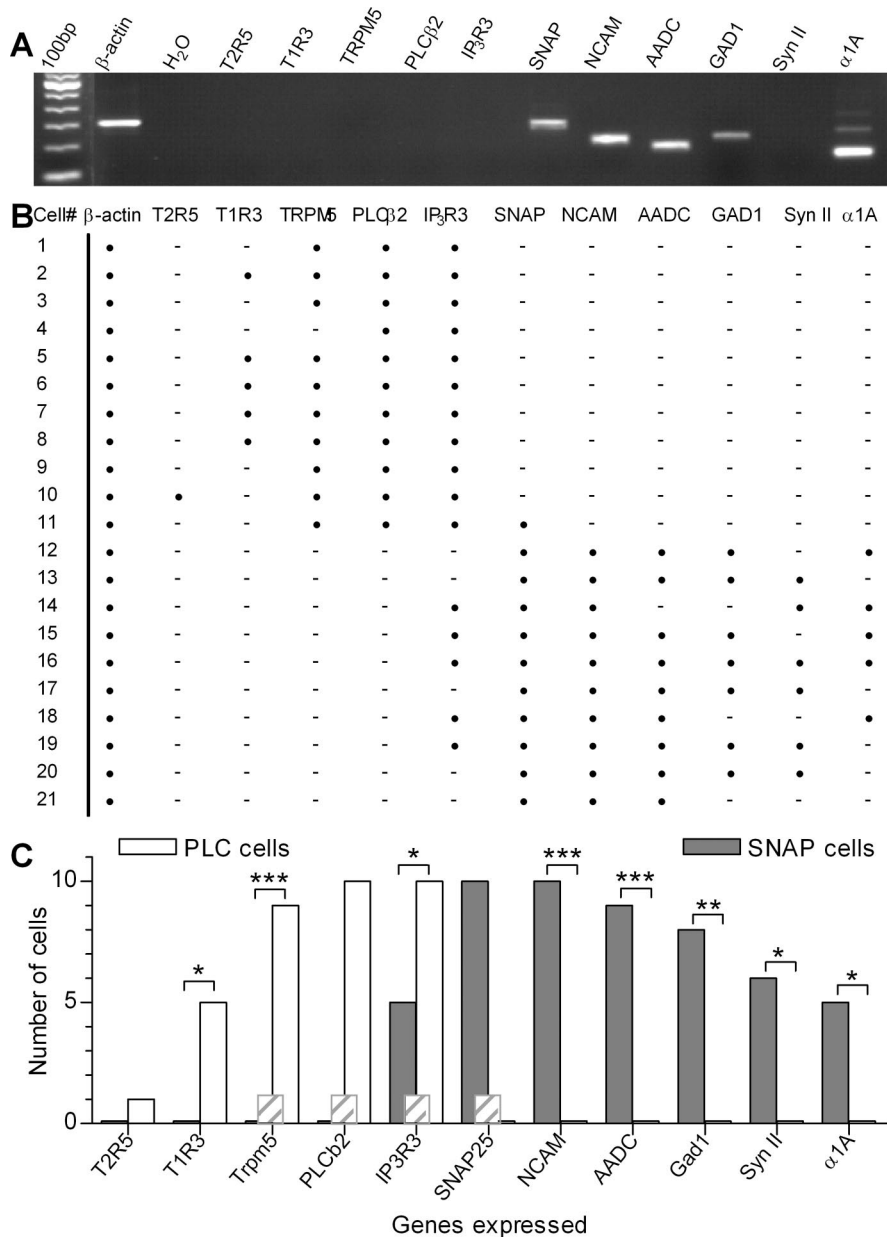 A
100bp β-actin H₂O T2R5 T1R3 TRPM5 PLCβ2 IP₃R3 SNAP NCAM AADC GAD1 Syn II α1A
B
Cell# β-actin T2R5 T1R3 TRPM5 PLCβ2 IP₃R3 SNAP NCAM AADC GAD1 Syn II α1A
1 • - - • • • - - - - - -
2 • - • • • • - - - - - -
3 • - - • • • - - - - - -
4 • - - - • • - - - - - -
5 • - • • • • - - - - - -
6 • - • • • • - - - - - -
7 • - • • • • - - - - - -
8 • - • • • • - - - - - -
9 • - - • • • - - - - - -
10 • • - • • • - - - - - -
11 • - - • • • • - - - - -
12 • - - - - - • • • • - •
13 • - - - - - • • • • • -
14 • - - - - • • • - - • •
15 • - - - - • • • • • - •
16 • - - - - • • • • • • •
17 • - - - - - • • • • • -
18 • - - - - • • • • - - •
19 • - - - - • • • • • • -
20 • - - - - - • • • • • -
21 • - - - - - • • • - - -
C
PLC cells SNAP cells
* *** * *** *** ** * *
Number of cells
10
5
0
T2R5 T1R3 Trpm5 PLCb2 IP3R3 SNAP25 NCAM AADC Gad1 Syn II α1A
Genes expressed